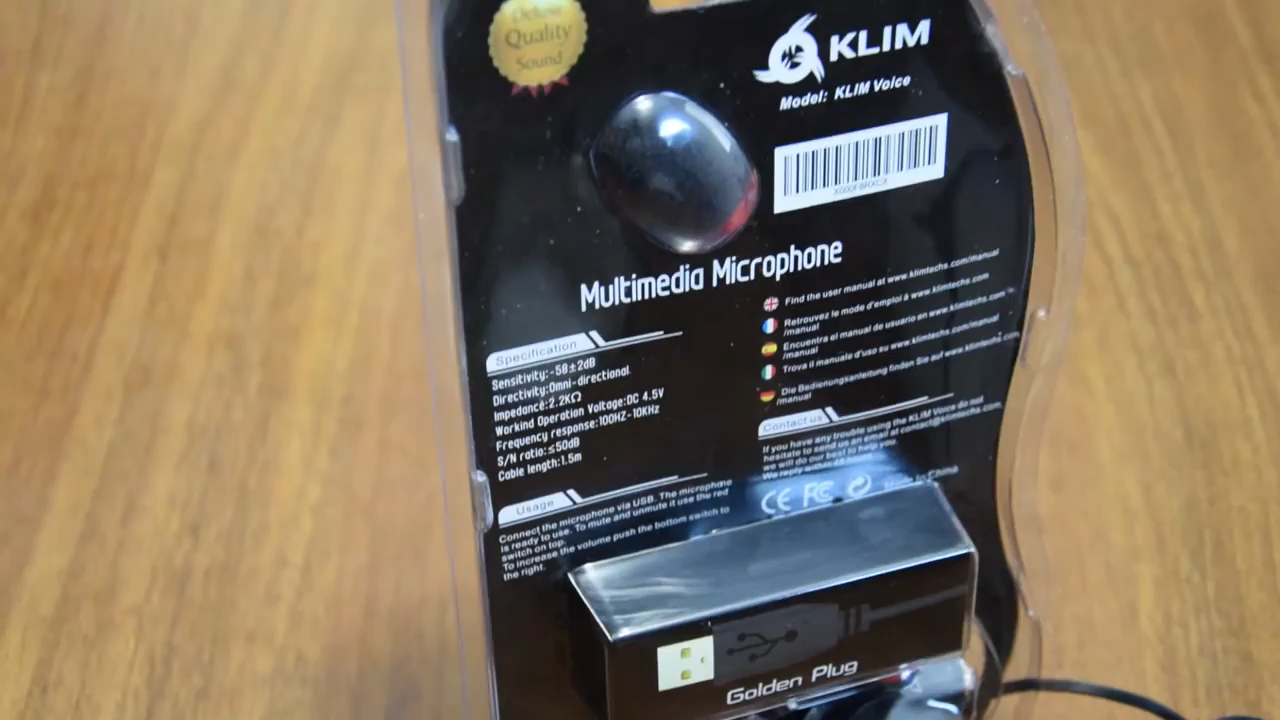 Deluxe
Quality
Sound
KLIM
Model: KLIM Voice
Multimedia Microphone
Find the user manual at www.klimtechs.com/manual
Retrouvez le mode d'emploi à www.klimtechs.com
/manual
Encuentra el manual de usuario en www.klimtechs.com
/manual
Trova il manuale d'uso su www.klimtechs.com/manual
Die Bedienungsanleitung finden Sie auf www.klimtechs.com
/manual
Specification
Sensitivity:-58±2dB
Directivity:Omni-directional
Impedance:2.2KΩ
Workind Operation Voltage:DC 4.5V
Frequency response:100HZ-10KHz
S/N ratio:≤50dB
Cable length:1.5m
Contact us
If you have any trouble using the KLIM Voice do not
hesitate to send us an email at contact@klimtechs.com,
we will do our best to help you.
We reply within
CE FC
Made in China
Usage
Connect the microphone via USB. The microphone
is ready to use. To mute and unmute it use the red
switch on top.
To increase the volume push the bottom switch to
the right.
Golden Plug